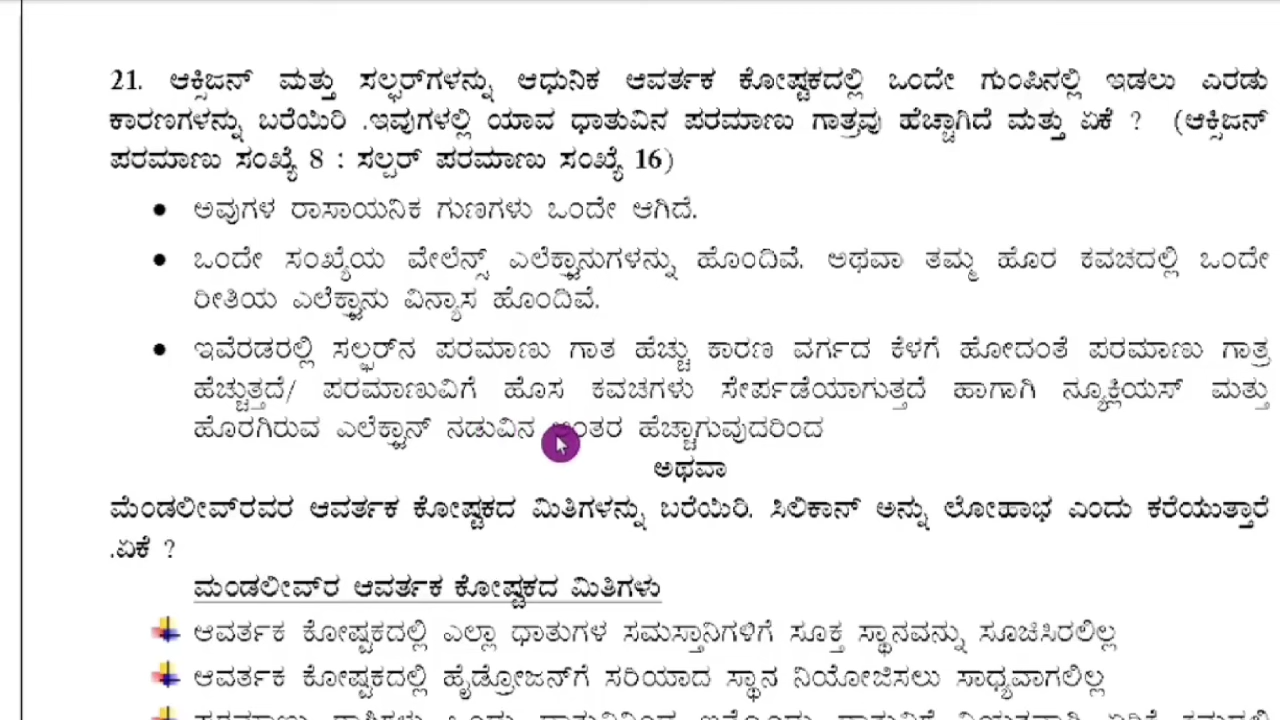 21. ಆಕ್ಸಿಜನ್ ಮತ್ತು ಸಲ್ಫರ್‌ಗಳನ್ನು ಆಧುನಿಕ ಆವರ್ತಕ ಕೋಷ್ಟಕದಲ್ಲಿ ಒಂದೇ ಗುಂಪಿನಲ್ಲಿ ಇಡಲು ಎರಡು
ಕಾರಣಗಳನ್ನು ಬರೆಯಿರಿ .ಇವುಗಳಲ್ಲಿ ಯಾವ ಧಾತುವಿನ ಪರಮಾಣು ಗಾತ್ರವು ಹೆಚ್ಚಾಗಿದೆ ಮತ್ತು ಏಕೆ ? (ಆಕ್ಸಿಜನ್
ಪರಮಾಣು ಸಂಖ್ಯೆ 8 : ಸಲ್ಪರ್ ಪರಮಾಣು ಸಂಖ್ಯೆ 16)
• ಅವುಗಳ ರಾಸಾಯನಿಕ ಗುಣಗಳು ಒಂದೇ ಆಗಿದೆ.
• ಒಂದೇ ಸಂಖ್ಯೆಯ ವೇಲೆನ್ಸ್ ಎಲೆಕ್ಟ್ರಾನುಗಳನ್ನು ಹೊಂದಿವೆ. ಅಥವಾ ತಮ್ಮ ಹೊರ ಕವಚದಲ್ಲಿ ಒಂದೇ
ರೀತಿಯ ಎಲೆಕ್ಟ್ರಾನು ವಿನ್ಯಾಸ ಹೊಂದಿವೆ.
• ಇವೆರಡರಲ್ಲಿ ಸಲ್ಫರ್‌ನ ಪರಮಾಣು ಗಾತ ಹೆಚ್ಚು ಕಾರಣ ವರ್ಗದ ಕೆಳಗೆ ಹೋದಂತೆ ಪರಮಾಣು ಗಾತ್ರ
ಹೆಚ್ಚುತ್ತದೆ/ ಪರಮಾಣುವಿಗೆ ಹೊಸ ಕವಚಗಳು ಸೇರ್ಪಡೆಯಾಗುತ್ತದೆ ಹಾಗಾಗಿ ನ್ಯೂಕ್ಲಿಯಸ್ ಮತ್ತು
ಹೊರಗಿರುವ ಎಲೆಕ್ಟ್ರಾನ್ ನಡುವಿನ ಅಂತರ ಹೆಚ್ಚಾಗುವುದರಿಂದ
ಅಥವಾ
ಮೆಂಡಲೀವ್‌ರವರ ಆವರ್ತಕ ಕೋಷ್ಟಕದ ಮಿತಿಗಳನ್ನು ಬರೆಯಿರಿ. ಸಿಲಿಕಾನ್ ಅನ್ನು ಲೋಹಾಭ ಎಂದು ಕರೆಯುತ್ತಾರೆ
.ಏಕೆ ?
ಮಂಡಲೀವ್‌ರ ಆವರ್ತಕ ಕೋಷ್ಟಕದ ಮಿತಿಗಳು
ಆವರ್ತಕ ಕೋಷ್ಟಕದಲ್ಲಿ ಎಲ್ಲಾ ಧಾತುಗಳ ಸಮಸ್ತಾನಿಗಳಿಗೆ ಸೂಕ್ತ ಸ್ಥಾನವನ್ನು ಸೂಚಿಸಿರಲಿಲ್ಲ
ಆವರ್ತಕ ಕೋಷ್ಟಕದಲ್ಲಿ ಹೈಡ್ರೋಜನ್‌ಗೆ ಸರಿಯಾದ ಸ್ಥಾನ ನಿಯೋಜಿಸಲು ಸಾಧ್ಯವಾಗಲಿಲ್ಲ